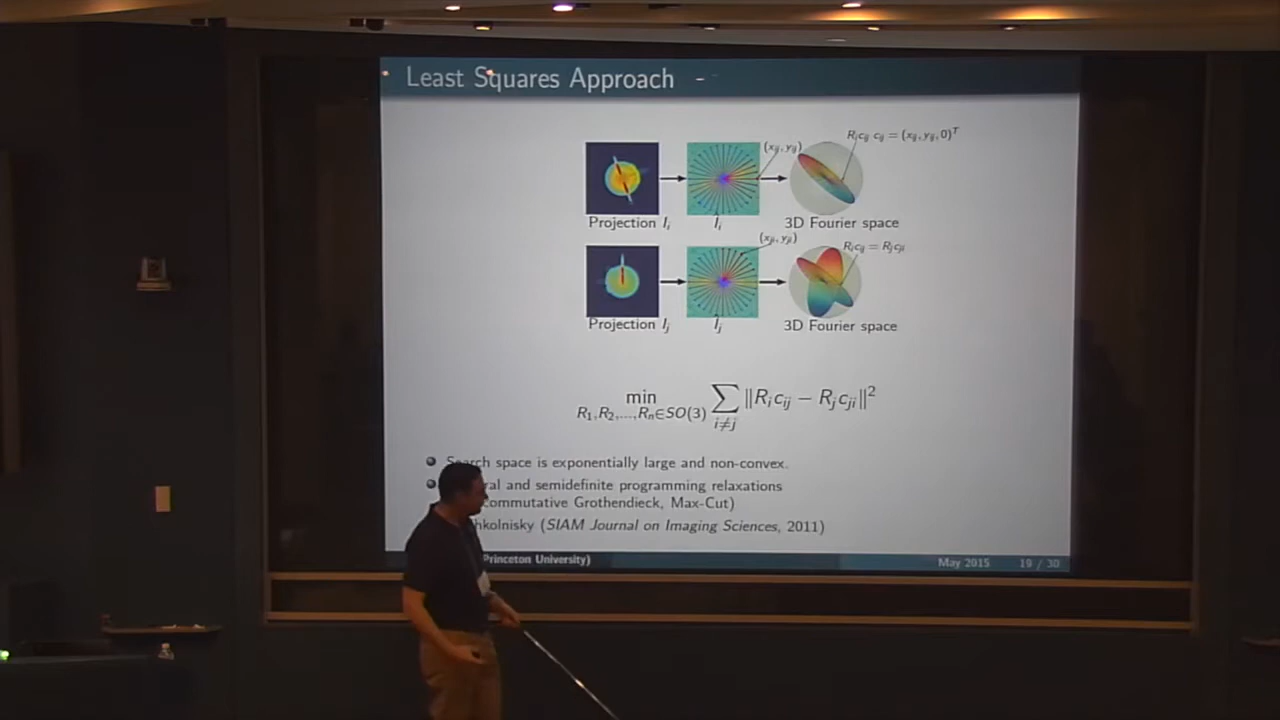 Least Squares Approach
R_i c_ij c_ij = (x_ij, y_ij, 0)^T
(x_ij, y_ij)
Projection I_i
Î_i
3D Fourier space
(x_ji, y_ji)
R_i c_ij = R_j c_ji
Projection I_j
Î_j
3D Fourier space
min
R_1,R_2,...,R_n∈SO(3) ∑ ‖R_i c_ij − R_j c_ji‖^2
i≠j
Search space is exponentially large and non-convex.
and semidefinite programming relaxations
Grothendieck, Max-Cut)
(SIAM Journal on Imaging Sciences, 2011)
Princeton University)
May 2015
19 / 30